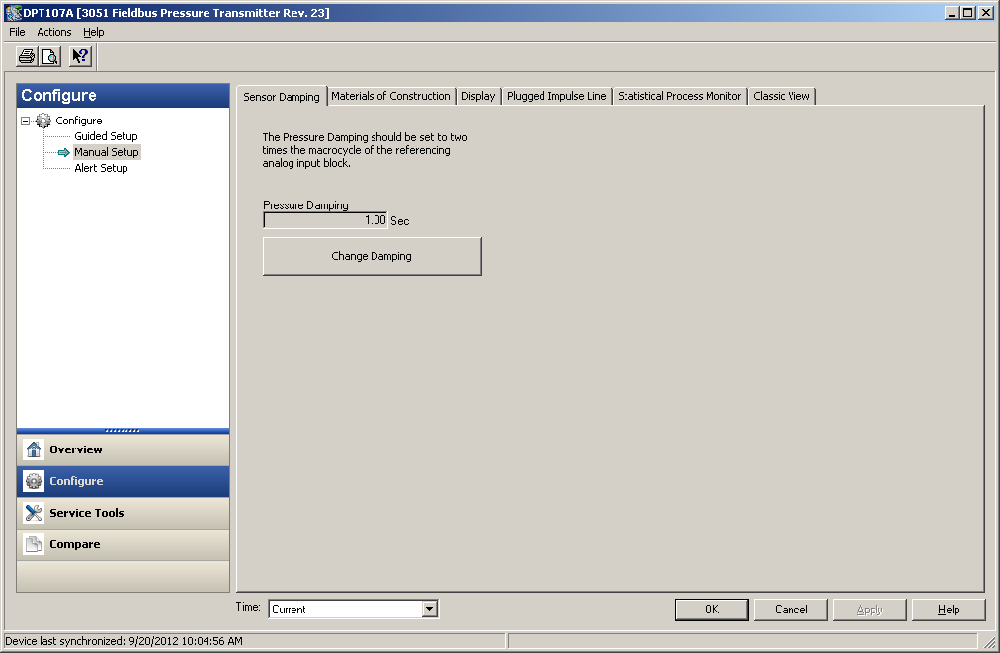 DPT107A [3051 Fieldbus Pressure Transmitter Rev. 23]
File Actions Help
Configure
Configure
Guided Setup
Manual Setup
Alert Setup
Overview
Configure
Service Tools
Compare
Sensor Damping Materials of Construction Display Plugged Impulse Line Statistical Process Monitor Classic View
The Pressure Damping should be set to two
times the macrocycle of the referencing
analog input block.
Pressure Damping
1.00 Sec
Change Damping
Time: Current
OK Cancel Apply Help
Device last synchronized: 9/20/2012 10:04:56 AM